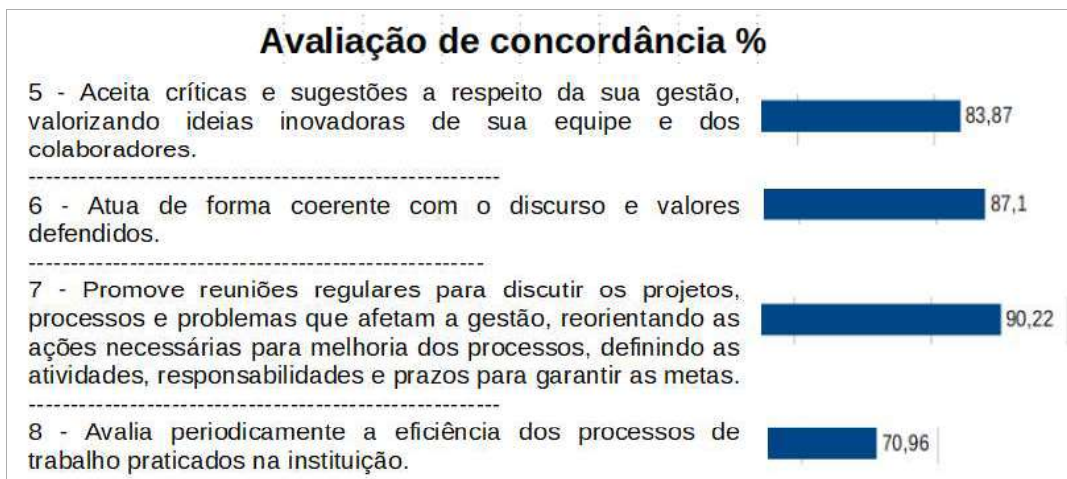 Avaliação de concordância %
5 - Aceita críticas e sugestões a respeito da sua gestão,
valorizando ideias inovadoras de sua equipe e dos
colaboradores.
83,87
--------------------------------------------------------
6 - Atua de forma coerente com o discurso e valores
defendidos.
87,1
------------------------------------------------------
7 - Promove reuniões regulares para discutir os projetos,
processos e problemas que afetam a gestão, reorientando as
ações necessárias para melhoria dos processos, definindo as
atividades, responsabilidades e prazos para garantir as metas.
90,22
--------------------------------------------------------
8 - Avalia periodicamente a eficiência dos processos de
trabalho praticados na instituição.
70,96